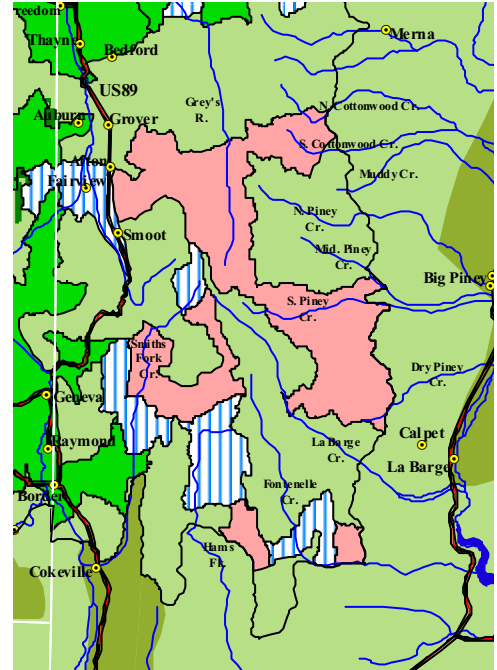 reedom
Thayn
Bedford
Merna
US89
Grey's
R.
N. Cottonwood Cr.
Auburn
Grover
S. Cottonwood Cr.
Afton
Muddy Cr.
Fairview
N. Piney
Cr.
Smoot
Mid. Piney
Cr.
Big Piney
S. Piney
Cr.
Smiths
Fork
Cr.
Dry Piney
Cr.
Geneva
Calpet
Raymond
La Barge
Cr.
La Barge
Fontenelle
Cr.
Border
Hams
Fk.
Cokeville